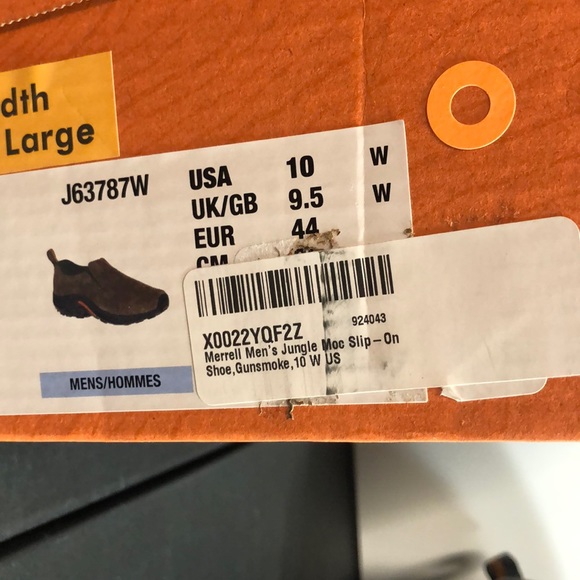 dth
Large
J63787W
USA 10 W
UK/GB 9.5 W
EUR 44
CM
MENS/HOMMES
X0022YQF2Z
924043
Merrell Men's Jungle Moc Slip-On
Shoe,Gunsmoke,10 W US